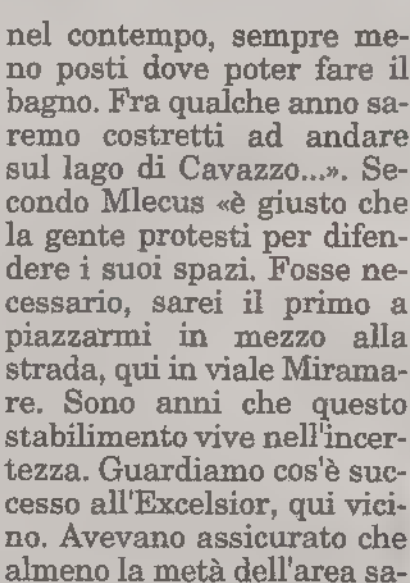 nel contempo, sempre me-
no posti dove poter fare il
bagno. Fra qualche anno sa-
remo costretti ad andare
sul lago di Cavazzo...». Se-
condo Mlecus «è giusto che
la gente protesti per difen-
dere i suoi spazi. Fosse ne-
cessario, sarei il primo a
piazzarmi in mezzo alla
strada, qui in viale Mirama-
re. Sono anni che questo
stabilimento vive nell'incer-
tezza. Guardiamo cos'è suc-
cesso all'Excelsior, qui vici-
no. Avevano assicurato che
almeno la metà dell'area sa-